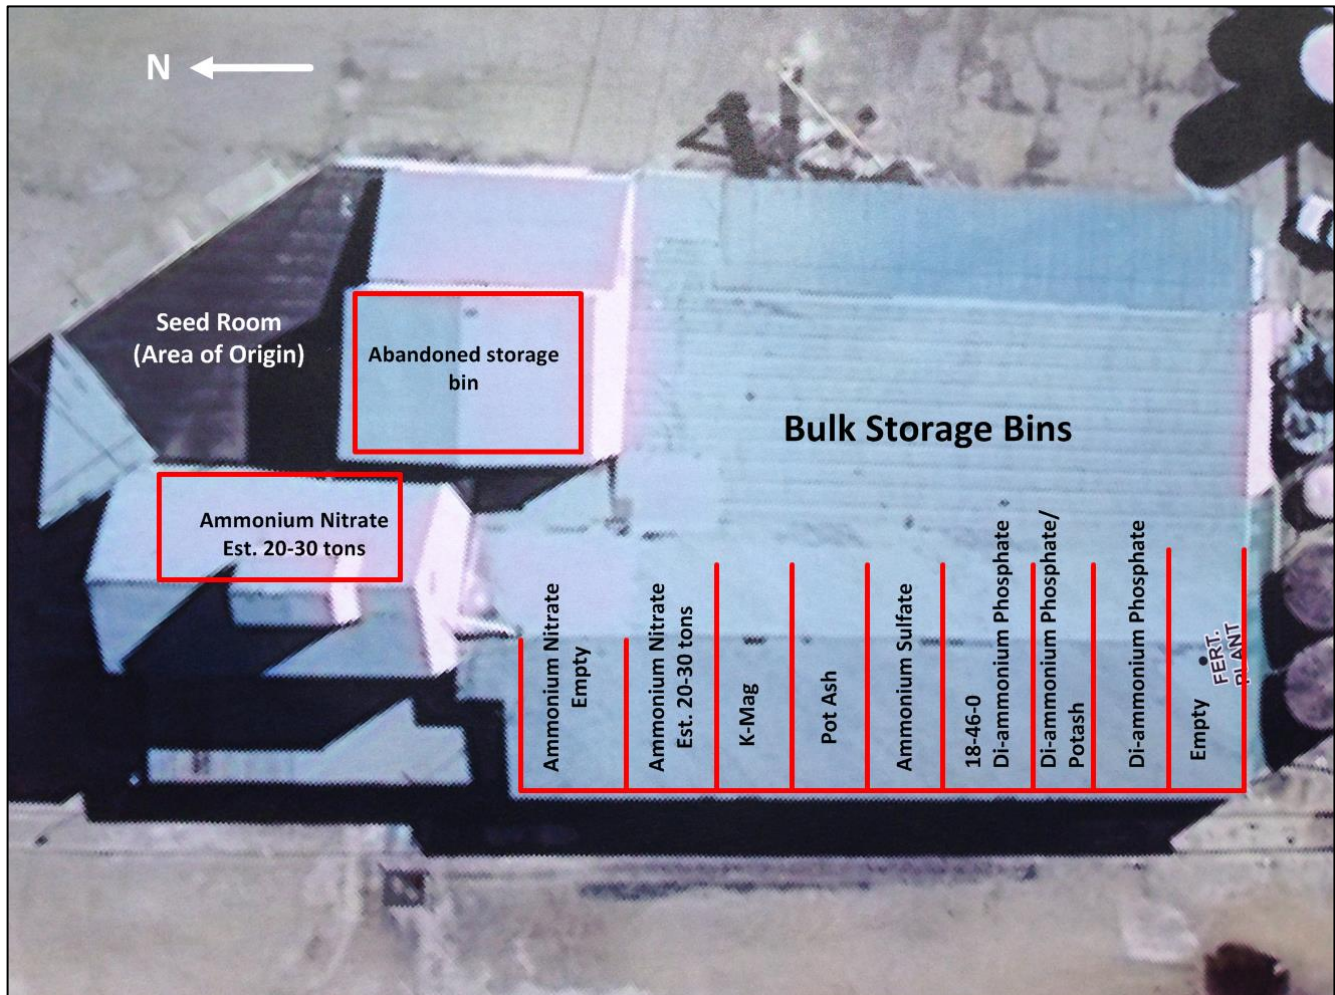 N
Seed Room
(Area of Origin)
Abandoned storage
bin
Bulk Storage Bins
Ammonium Nitrate
Est. 20-30 tons
Ammonium Nitrate
Empty
Ammonium Nitrate
Est. 20-30 tons
K-Mag
Pot Ash
Ammonium Sulfate
18-46-0
Di-ammonium Phosphate
Di-ammonium Phosphate/
Potash
Di-ammonium Phosphate
Empty
FERT.
PLANT